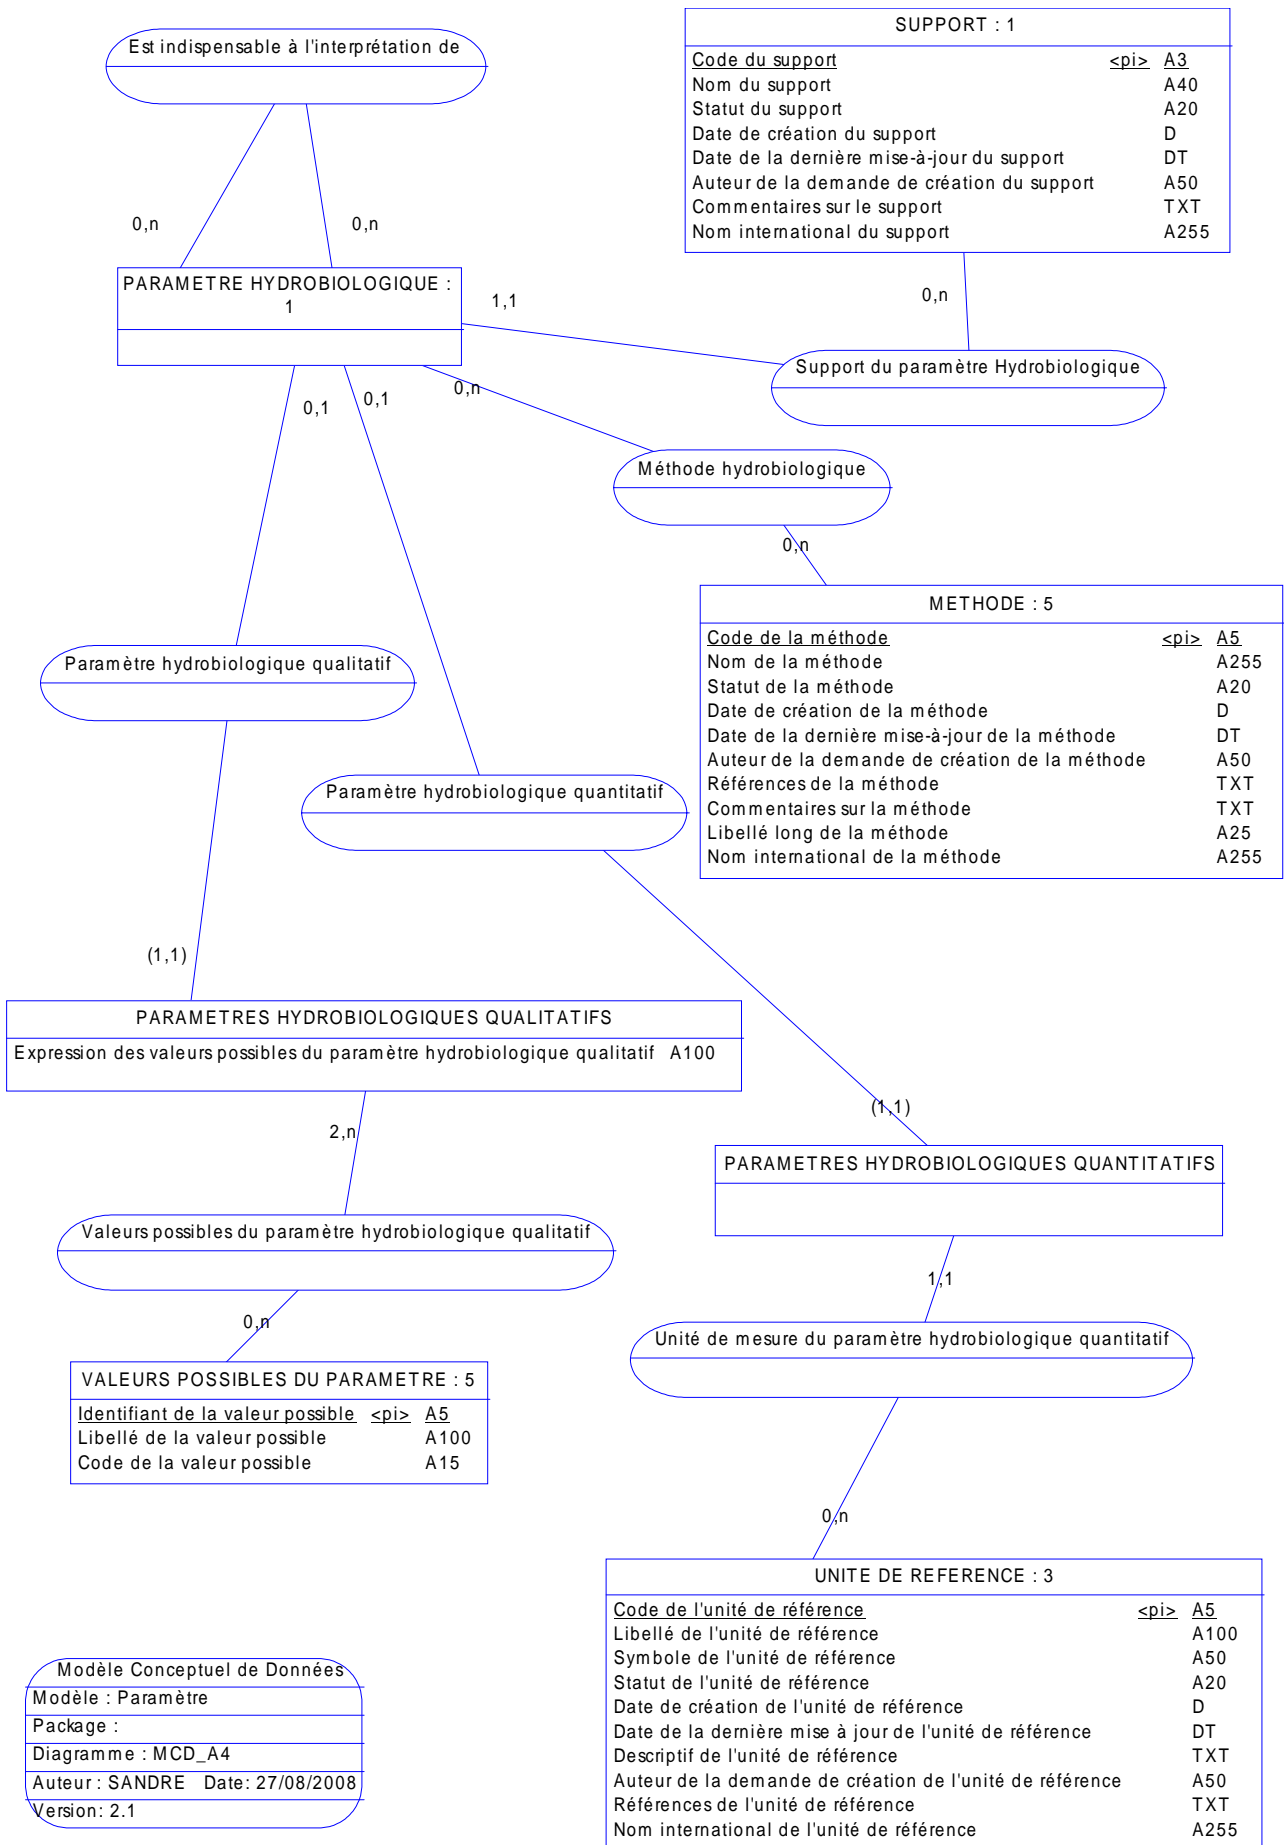 Est indispensable à l'interprétation de
SUPPORT : 1
Code du support <pi> A3
Nom du support A40
Statut du support A20
Date de création du support D
Date de la dernière mise-à-jour du support DT
Auteur de la demande de création du support A50
Commentaires sur le support TXT
Nom international du support A255
0,n
0,n
PARAMETRE HYDROBIOLOGIQUE :
1
1,1
0,n
Support du paramètre Hydrobiologique
0,1
0,1
0,n
Méthode hydrobiologique
0,n
METHODE : 5
Code de la méthode <pi> A5
Nom de la méthode A255
Statut de la méthode A20
Date de création de la méthode D
Date de la dernière mise-à-jour de la méthode DT
Auteur de la demande de création de la méthode A50
Références de la méthode TXT
Commentaires sur la méthode TXT
Libellé long de la méthode A25
Nom international de la méthode A255
Paramètre hydrobiologique qualitatif
Paramètre hydrobiologique quantitatif
(1,1)
PARAMETRES HYDROBIOLOGIQUES QUALITATIFS
Expression des valeurs possibles du paramètre hydrobiologique qualitatif A100
(1,1)
2,n
PARAMETRES HYDROBIOLOGIQUES QUANTITATIFS
Valeurs possibles du paramètre hydrobiologique qualitatif
1,1
0,n
Unité de mesure du paramètre hydrobiologique quantitatif
VALEURS POSSIBLES DU PARAMETRE : 5
Identifiant de la valeur possible <pi> A5
Libellé de la valeur possible A100
Code de la valeur possible A15
0,n
UNITE DE REFERENCE : 3
Code de l'unité de référence <pi> A5
Libellé de l'unité de référence A100
Symbole de l'unité de référence A50
Statut de l'unité de référence A20
Date de création de l'unité de référence D
Date de la dernière mise à jour de l'unité de référence DT
Descriptif de l'unité de référence TXT
Auteur de la demande de création de l'unité de référence A50
Références de l'unité de référence TXT
Nom international de l'unité de référence A255
Modèle Conceptuel de Données
Modèle : Paramètre
Package :
Diagramme : MCD_A4
Auteur : SANDRE Date: 27/08/2008
Version: 2.1